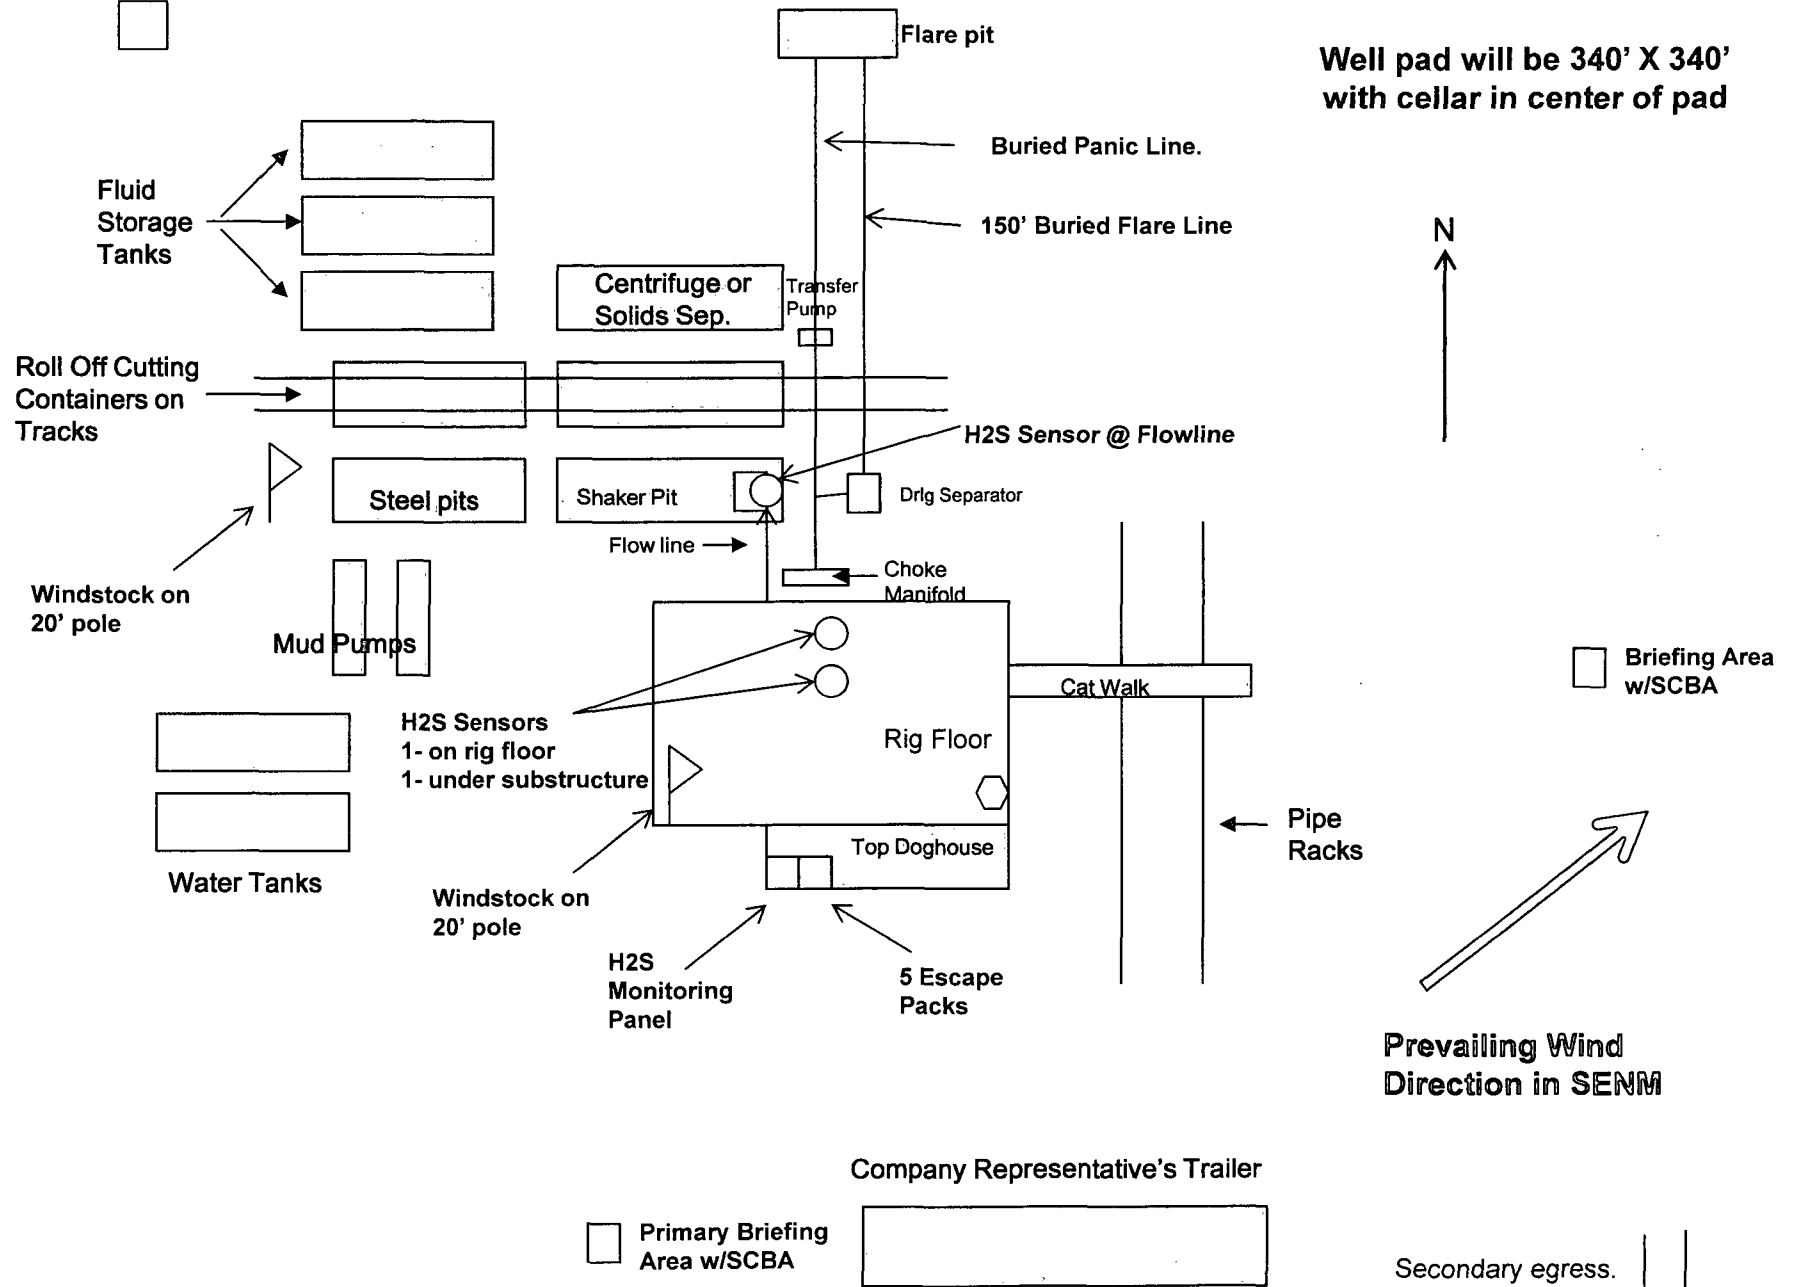 Flare pit
Well pad will be 340' X 340'
with cellar in center of pad
Buried Panic Line.
Fluid
Storage
Tanks
150' Buried Flare Line
N
Centrifuge or
Solids Sep.
Transfer
Pump
Roll Off Cutting
Containers on
Tracks
H2S Sensor @ Flowline
Steel pits
Shaker Pit
Drlg Separator
Flow line
Choke
Manifold
Windstock on
20' pole
Mud Pumps
Briefing Area
w/SCBA
Cat Walk
H2S Sensors
1- on rig floor
1- under substructure
Rig Floor
Pipe
Racks
Top Doghouse
Water Tanks
Windstock on
20' pole
H2S
Monitoring
Panel
5 Escape
Packs
Prevailing Wind
Direction in SENM
Company Representative's Trailer
Primary Briefing
Area w/SCBA
Secondary egress.